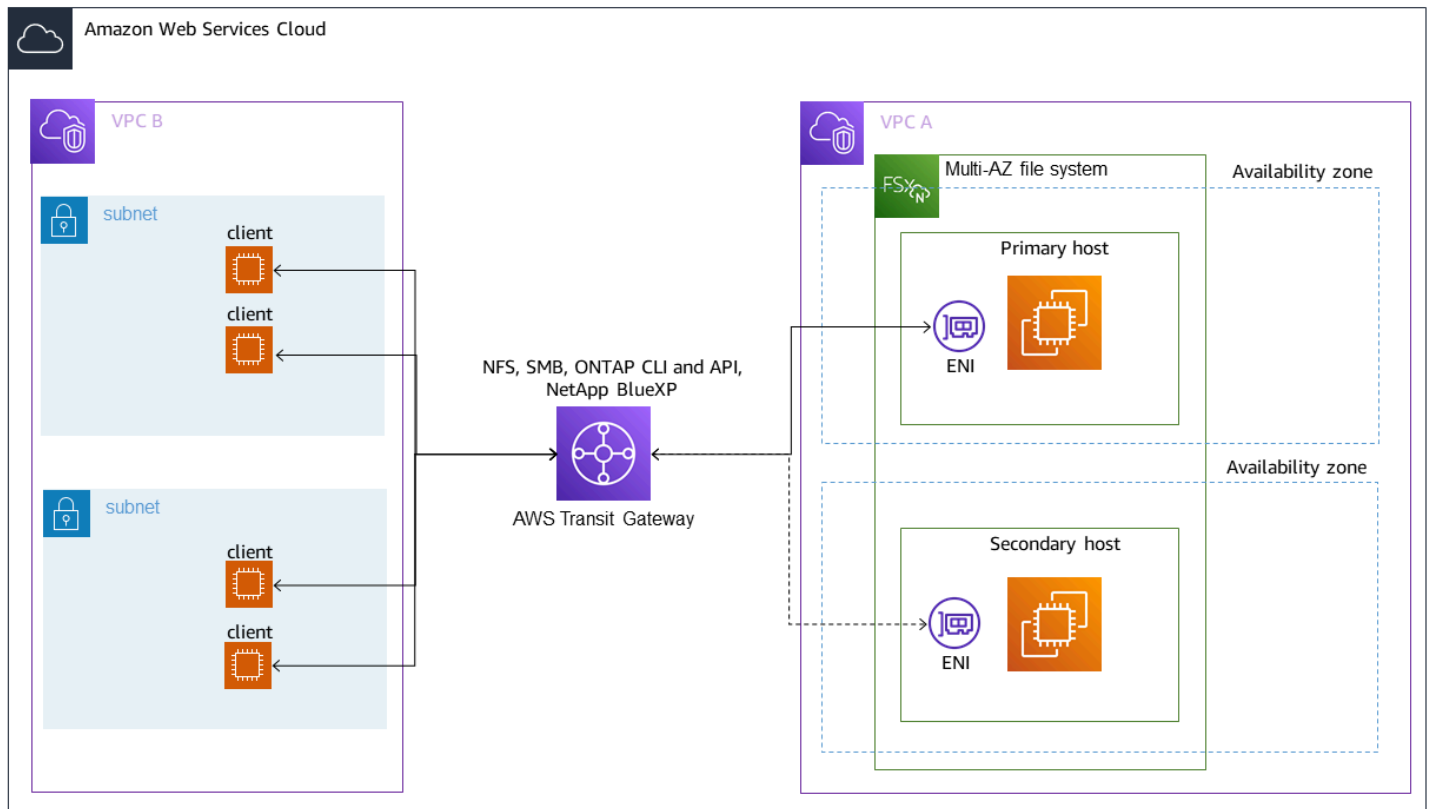 Amazon Web Services Cloud
VPC B
subnet
client
client
subnet
client
client
NFS, SMB, ONTAP CLI and API,
NetApp BlueXP
AWS Transit Gateway
VPC A
FSx
N
Multi-AZ file system
Availability zone
Primary host
ENI
Availability zone
Secondary host
ENI